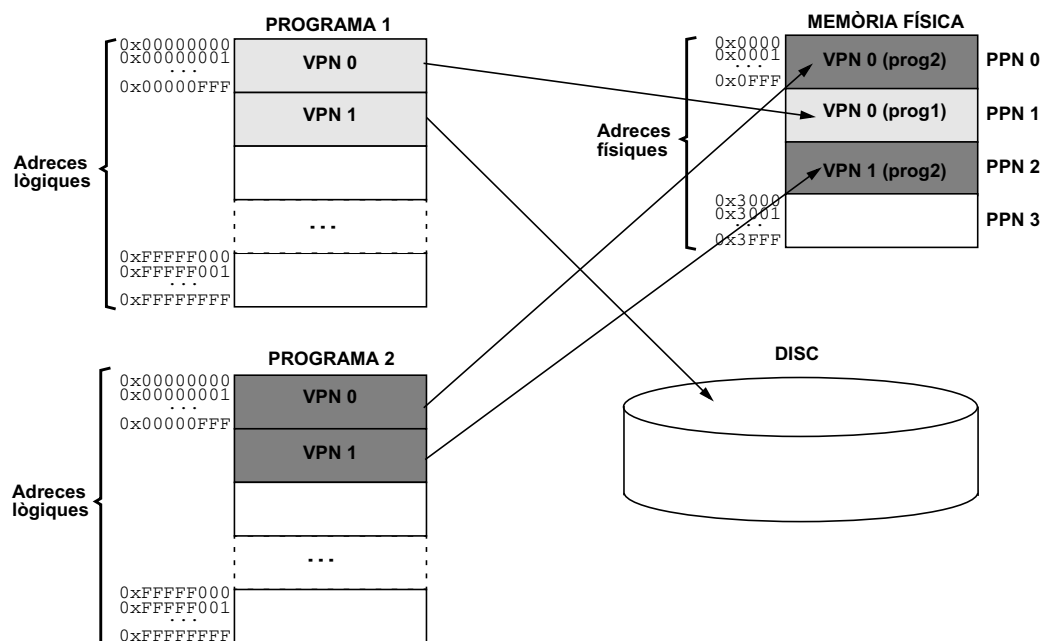 PROGRAMA 1
0x00000000
0x00000001
...
0x00000FFF
VPN 0
VPN 1
Adreces
lògiques
...
0xFFFFF000
0xFFFFF001
...
0xFFFFFFFF
MEMÒRIA FÍSICA
0x0000
0x0001
...
0x0FFF
VPN 0 (prog2)
PPN 0
VPN 0 (prog1)
PPN 1
Adreces
físiques
VPN 1 (prog2)
PPN 2
0x3000
0x3001
...
0x3FFF
PPN 3
PROGRAMA 2
0x00000000
0x00000001
...
0x00000FFF
VPN 0
VPN 1
Adreces
lògiques
...
0xFFFFF000
0xFFFFF001
...
0xFFFFFFFF
DISC